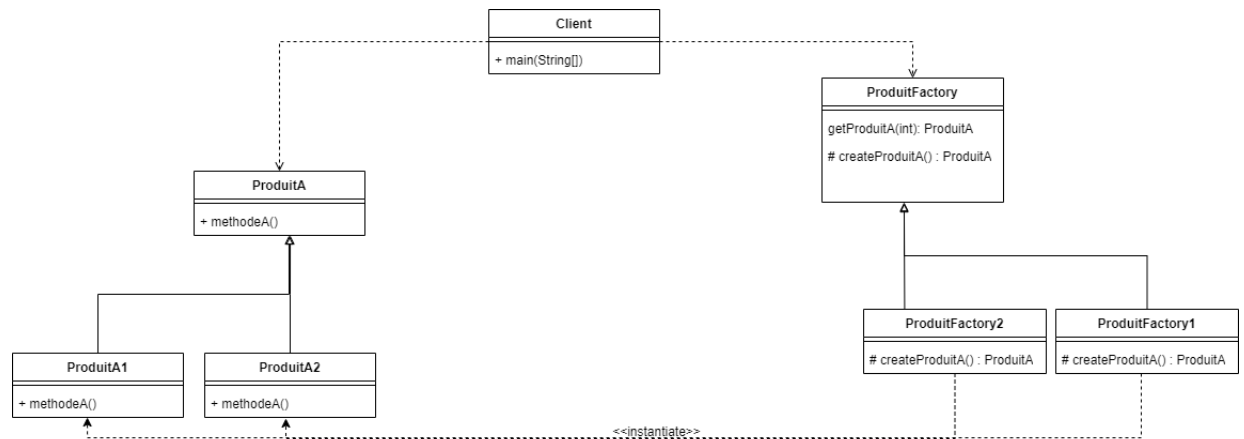 Client
+ main(String[])
ProduitFactory
getProduitA(int): ProduitA
# createProduitA() : ProduitA
ProduitA
+ methodeA()
ProduitFactory2
# createProduitA() : ProduitA
ProduitFactory1
# createProduitA() : ProduitA
ProduitA1
+ methodeA()
ProduitA2
+ methodeA()
<<instantiate>>